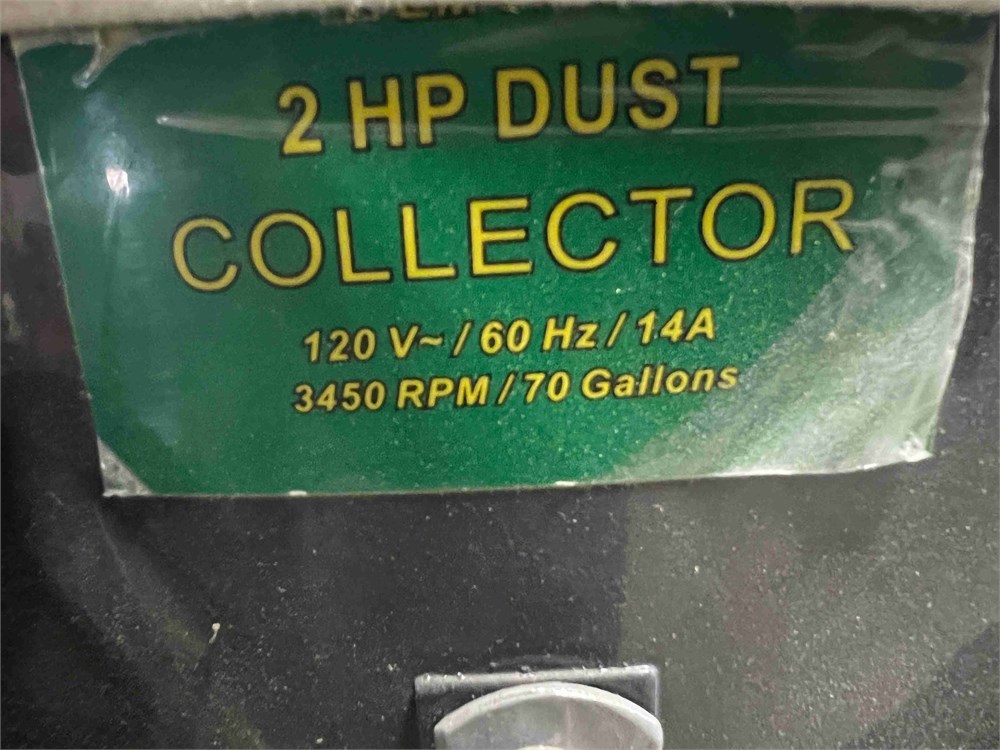 2 HP DUST
COLLECTOR
120 V~ / 60 Hz / 14A
3450 RPM / 70 Gallons